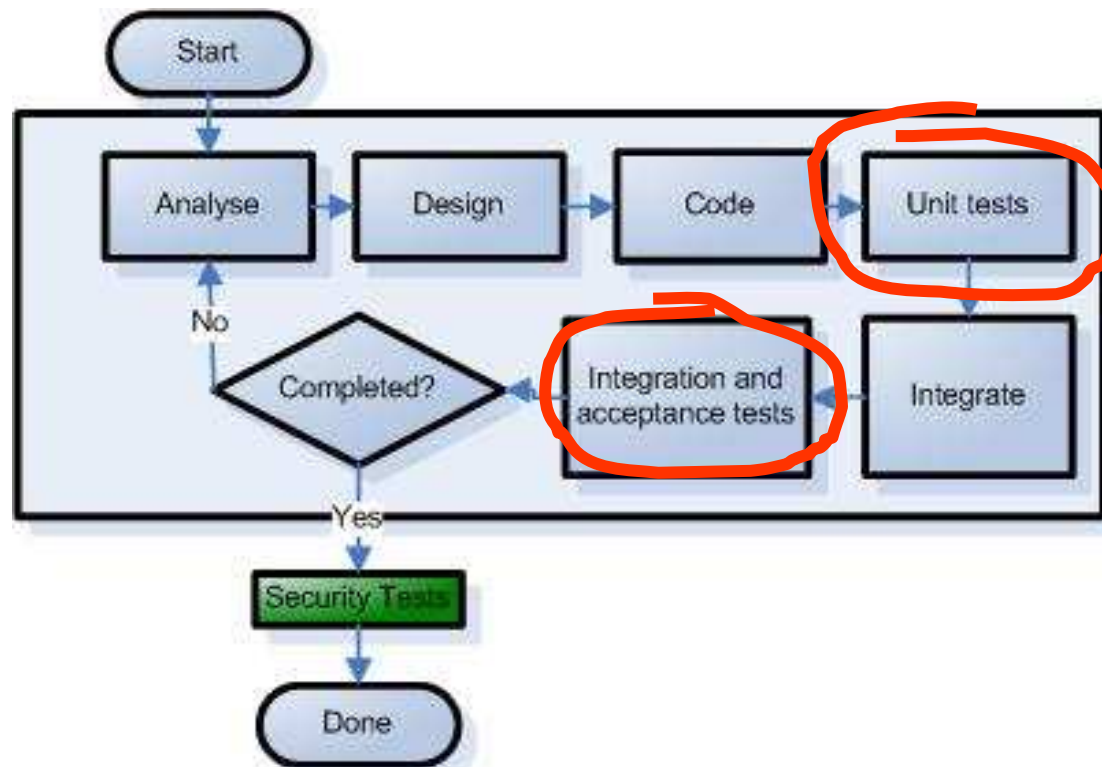 Start
Analyse
Design
Code
Unit tests
No
Completed?
Integration and
acceptance tests
Integrate
Yes
Security Tests
Done